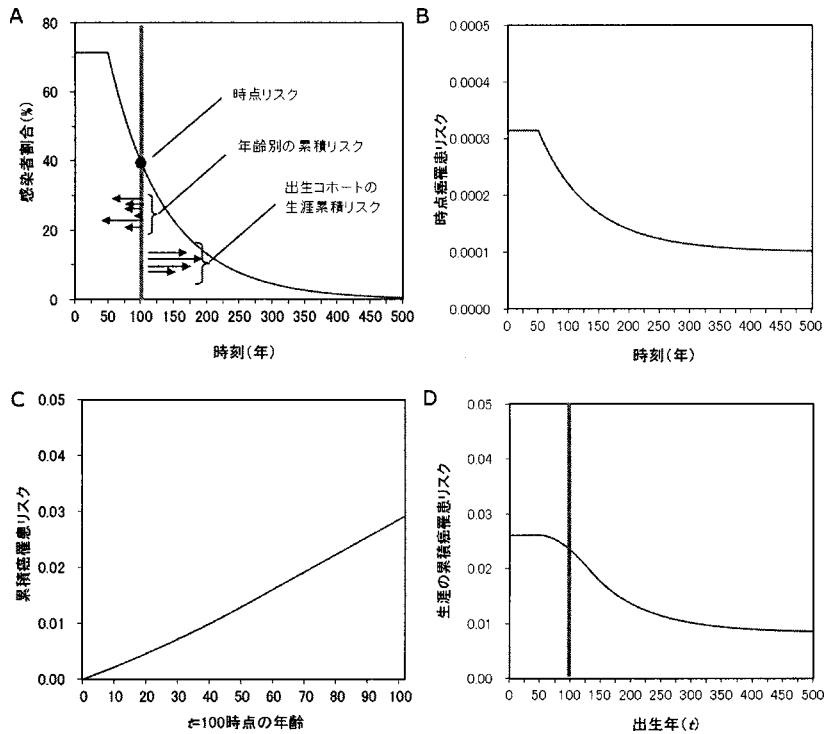 A
感染者割合(%)
80
60
40
20
0
時点リスク
年齢別の累積リスク
出生コホートの
生涯累積リスク
0 50 100 150 200 250 300 350 400 450 500
時刻(年)
B
時点癌罹患リスク
0.0005
0.0004
0.0003
0.0002
0.0001
0.0000
0 50 100 150 200 250 300 350 400 450 500
時刻(年)
C
累積癌罹患リスク
0.05
0.04
0.03
0.02
0.01
0.00
0 10 20 30 40 50 60 70 80 90 100
t=100時点の年齢
D
生涯の累積癌罹患リスク
0.05
0.04
0.03
0.02
0.01
0.00
0 50 100 150 200 250 300 350 400 450 500
出生年(t)